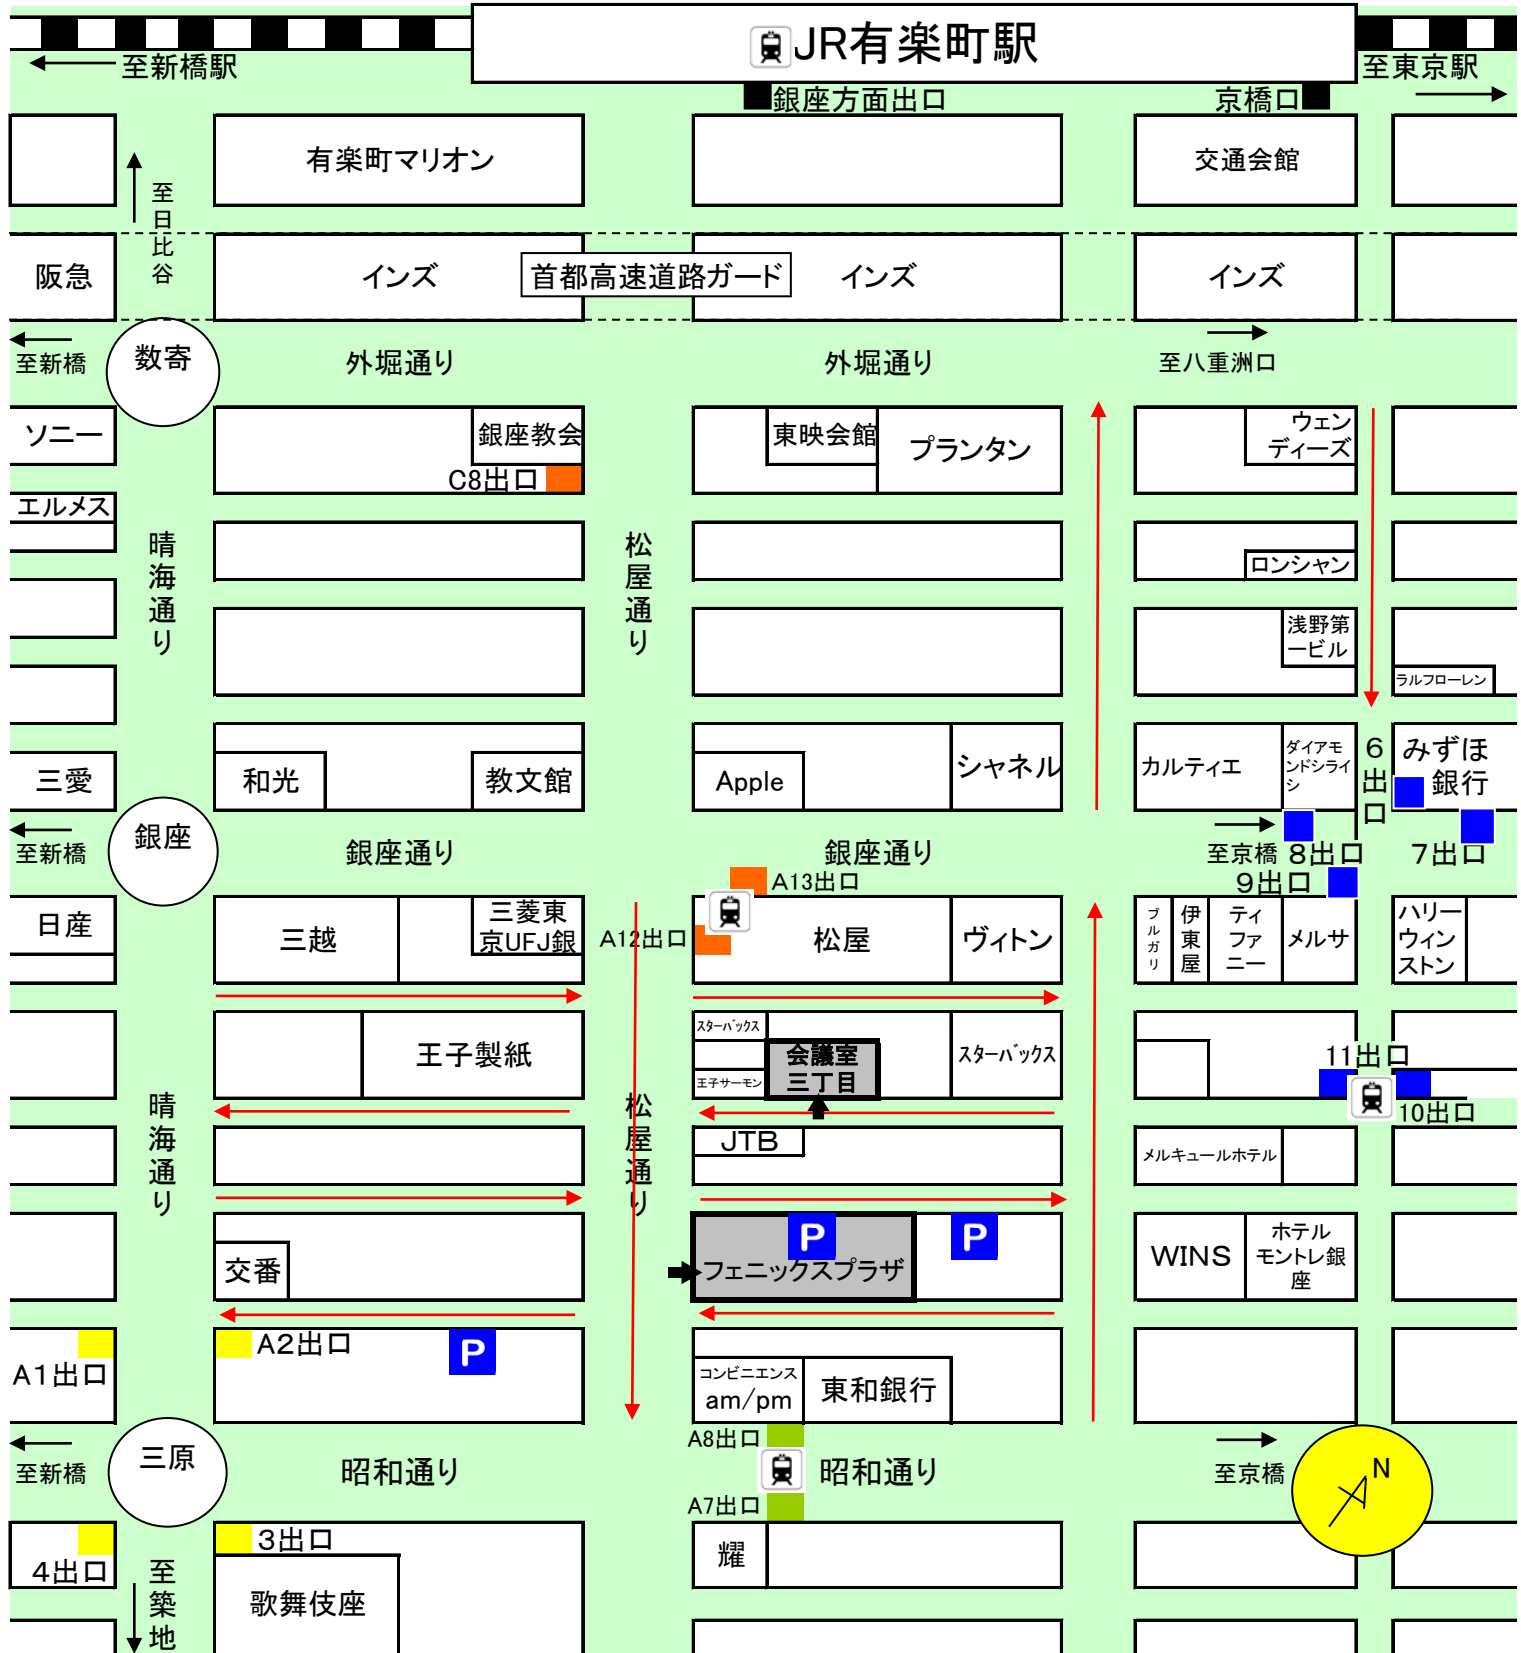 JR有楽町駅
至新橋駅
至東京駅
銀座方面出口
京橋口
有楽町マリオン
交通会館
至日比谷
阪急
インズ
首都高速道路ガード
インズ
インズ
至新橋
数寄
外堀通り
外堀通り
至八重洲口
ソニー
銀座教会
C8出口
東映会館
プランタン
ウェン
ディーズ
エルメス
晴海通り
松屋通り
ロンシャン
浅野第
一ビル
ラルフローレン
三愛
和光
教文館
Apple
シャネル
カルティエ
ダイアモ
ンドシライ
シ
6出口
みずほ
銀行
至新橋
銀座
銀座通り
銀座通り
至京橋
8出口
7出口
9出口
A13出口
日産
三越
三菱東
京UFJ銀
A12出口
松屋
ヴィトン
ブルガリ
伊東屋
ティ
ファ
ニー
メルサ
ハリー
ウィン
ストン
王子製紙
スターバックス
会議室
三丁目
王子サーモン
スターバックス
11出口
10出口
晴海通り
松屋通り
JTB
メルキュールホテル
交番
P
フェニックスプラザ
P
WINS
ホテル
モントレ銀
座
A1出口
A2出口
P
コンビニエンス
am/pm
東和銀行
至新橋
三原
昭和通り
A8出口
昭和通り
A7出口
至京橋
N
4出口
3出口
至築地
歌舞伎座
耀